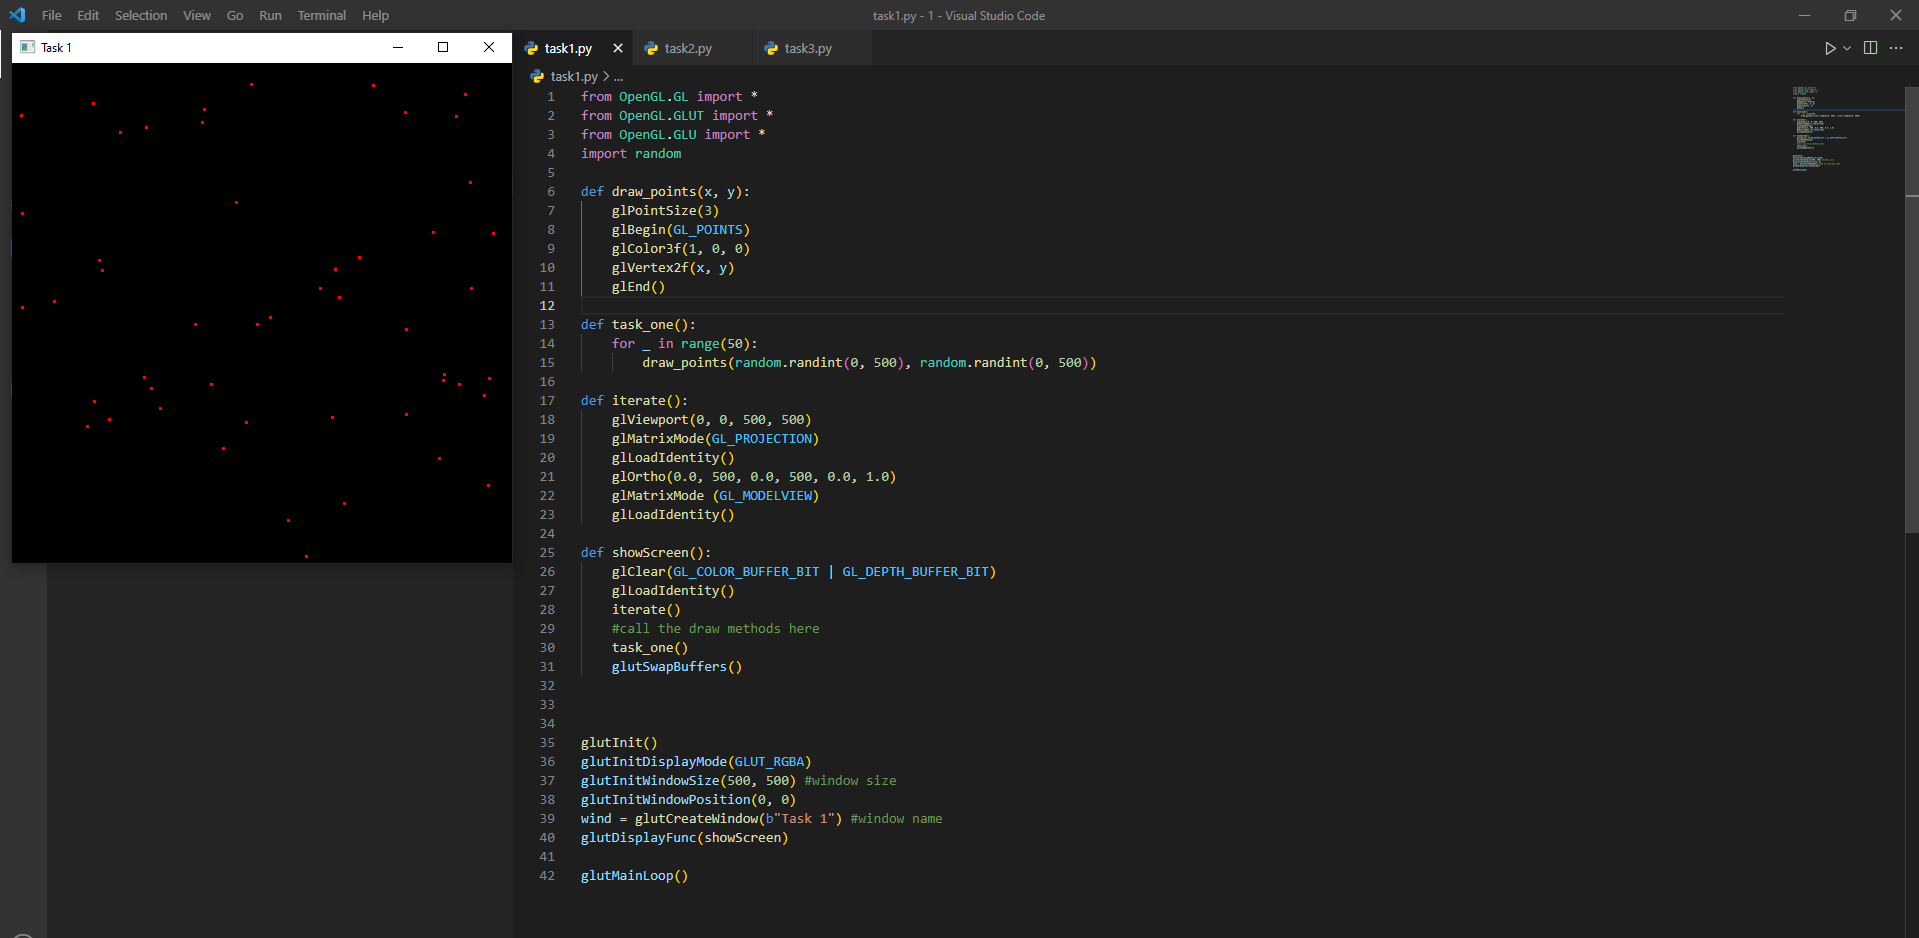 File Edit Selection View Go Run Terminal Help
task1.py - 1 - Visual Studio Code
Task 1
task1.py task2.py task3.py
task1.py > ...
1 from OpenGL.GL import *
2 from OpenGL.GLUT import *
3 from OpenGL.GLU import *
4 import random
5
6 def draw_points(x, y):
7 glPointSize(3)
8 glBegin(GL_POINTS)
9 glColor3f(1, 0, 0)
10 glVertex2f(x, y)
11 glEnd()
12
13 def task_one():
14 for _ in range(50):
15 draw_points(random.randint(0, 500), random.randint(0, 500))
16
17 def iterate():
18 glViewport(0, 0, 500, 500)
19 glMatrixMode(GL_PROJECTION)
20 glLoadIdentity()
21 glOrtho(0.0, 500, 0.0, 500, 0.0, 1.0)
22 glMatrixMode (GL_MODELVIEW)
23 glLoadIdentity()
24
25 def showScreen():
26 glClear(GL_COLOR_BUFFER_BIT | GL_DEPTH_BUFFER_BIT)
27 glLoadIdentity()
28 iterate()
29 #call the draw methods here
30 task_one()
31 glutSwapBuffers()
32
33
34
35 glutInit()
36 glutInitDisplayMode(GLUT_RGBA)
37 glutInitWindowSize(500, 500) #window size
38 glutInitWindowPosition(0, 0)
39 wind = glutCreateWindow(b"Task 1") #window name
40 glutDisplayFunc(showScreen)
41
42 glutMainLoop()